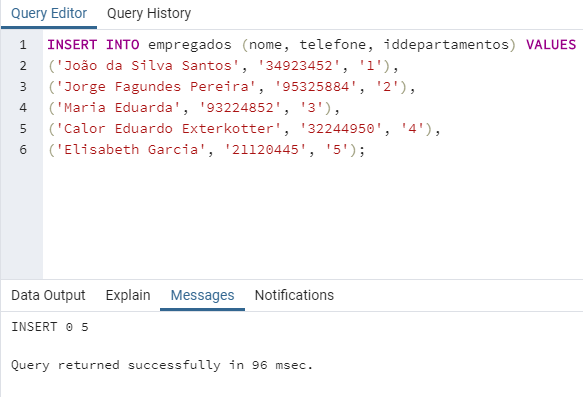 Query Editor Query History
1 INSERT INTO empregados (nome, telefone, iddepartamentos) VALUES
2 ('João da Silva Santos', '34923452', '1'),
3 ('Jorge Fagundes Pereira', '95325884', '2'),
4 ('Maria Eduarda', '93224852', '3'),
5 ('Calor Eduardo Exterkotter', '32244950', '4'),
6 ('Elisabeth Garcia', '21120445', '5');
Data Output Explain Messages Notifications
INSERT 0 5
Query returned successfully in 96 msec.